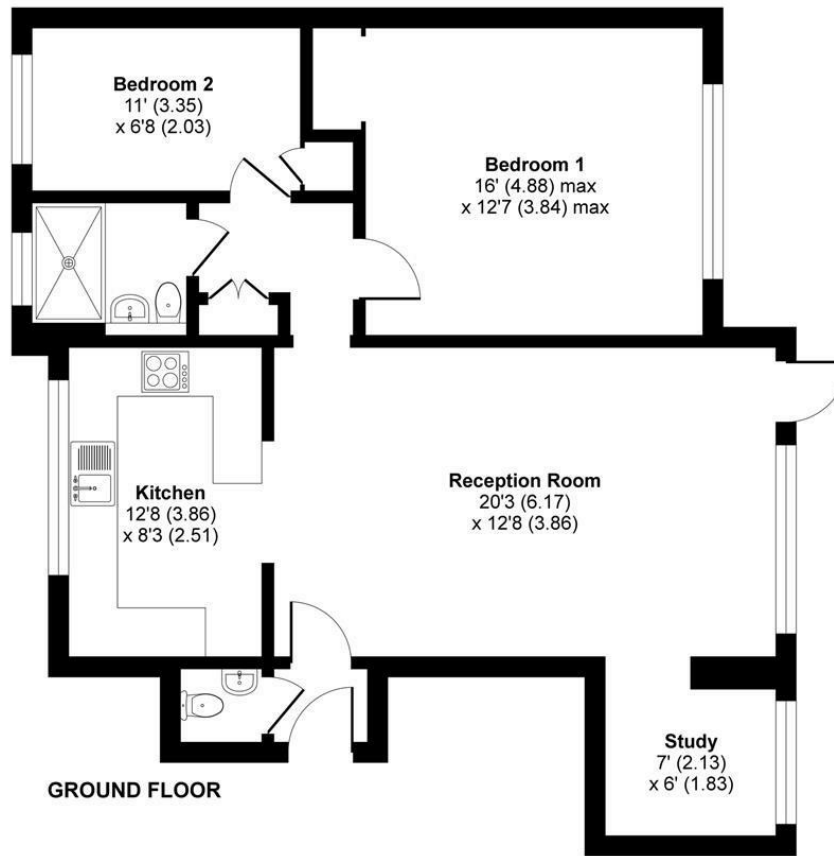 Bedroom 2
11' (3.35)
x 6'8 (2.03)
Bedroom 1
16' (4.88) max
x 12'7 (3.84) max
Kitchen
12'8 (3.86)
x 8'3 (2.51)
Reception Room
20'3 (6.17)
x 12'8 (3.86)
Study
7' (2.13)
x 6' (1.83)
GROUND FLOOR